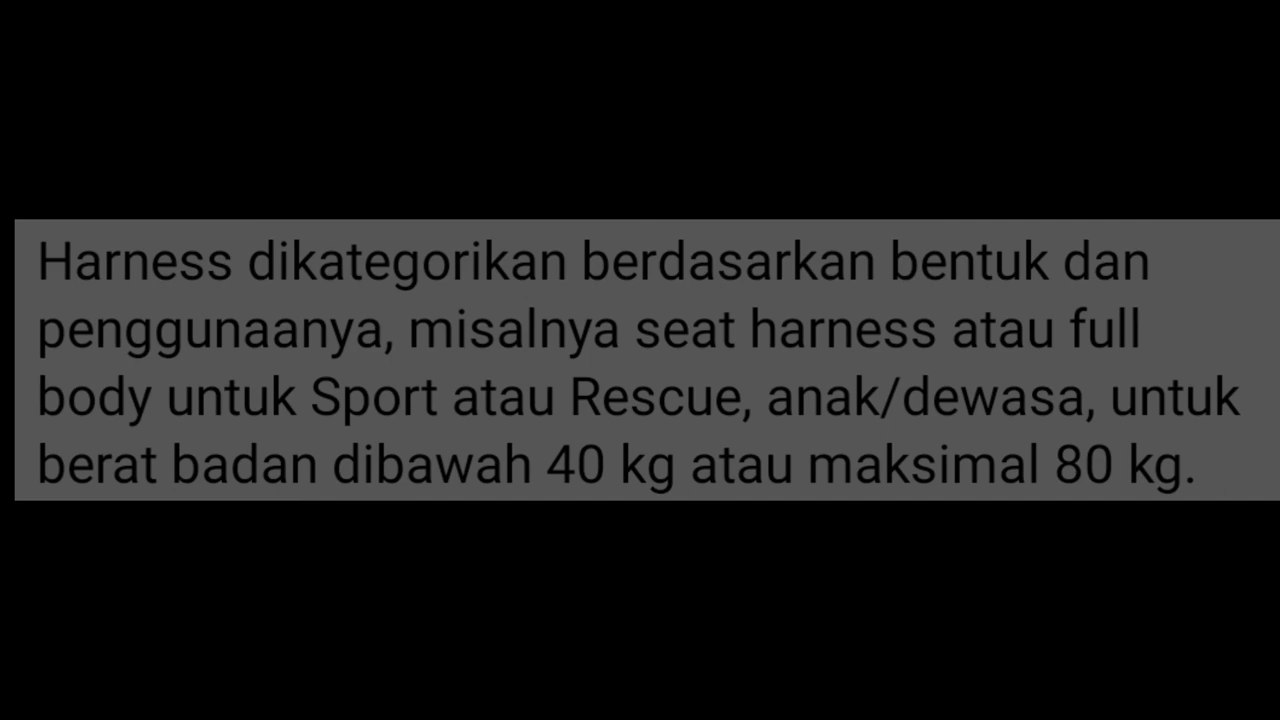 Harness dikategorikan berdasarkan bentuk dan
penggunaanya, misalnya seat harness atau full
body untuk Sport atau Rescue, anak/dewasa, untuk
berat badan dibawah 40 kg atau maksimal 80 kg.